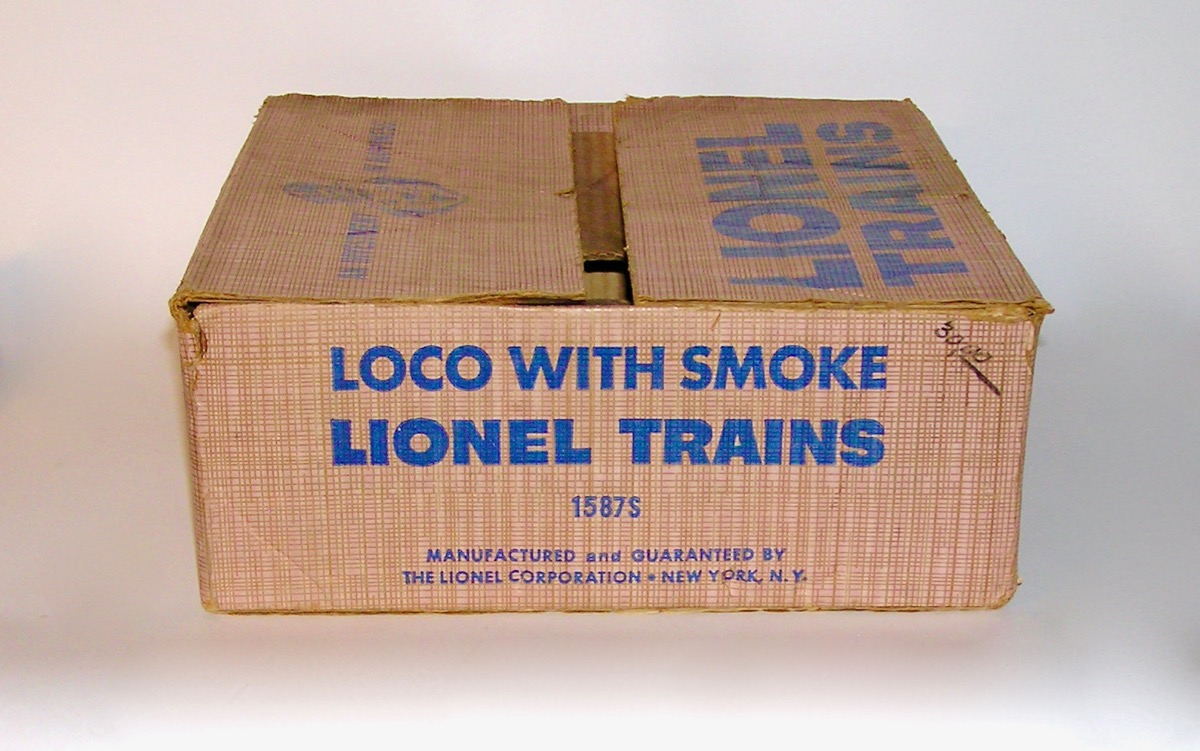 LIONEL
TRAINS
LOCO WITH SMOKE
LIONEL TRAINS
1587S
MANUFACTURED and GUARANTEED BY
THE LIONEL CORPORATION • NEW YORK, N. Y.